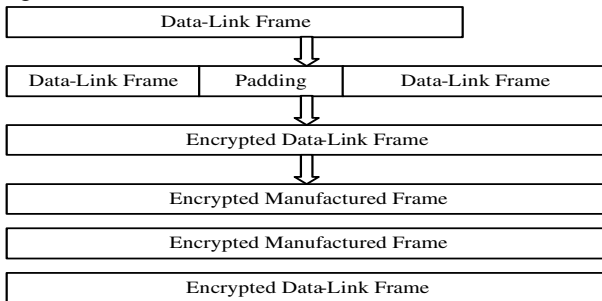 Data-Link Frame
Data-Link Frame Padding Data-Link Frame
Encrypted Data-Link Frame
Encrypted Manufactured Frame
Encrypted Manufactured Frame
Encrypted Data-Link Frame